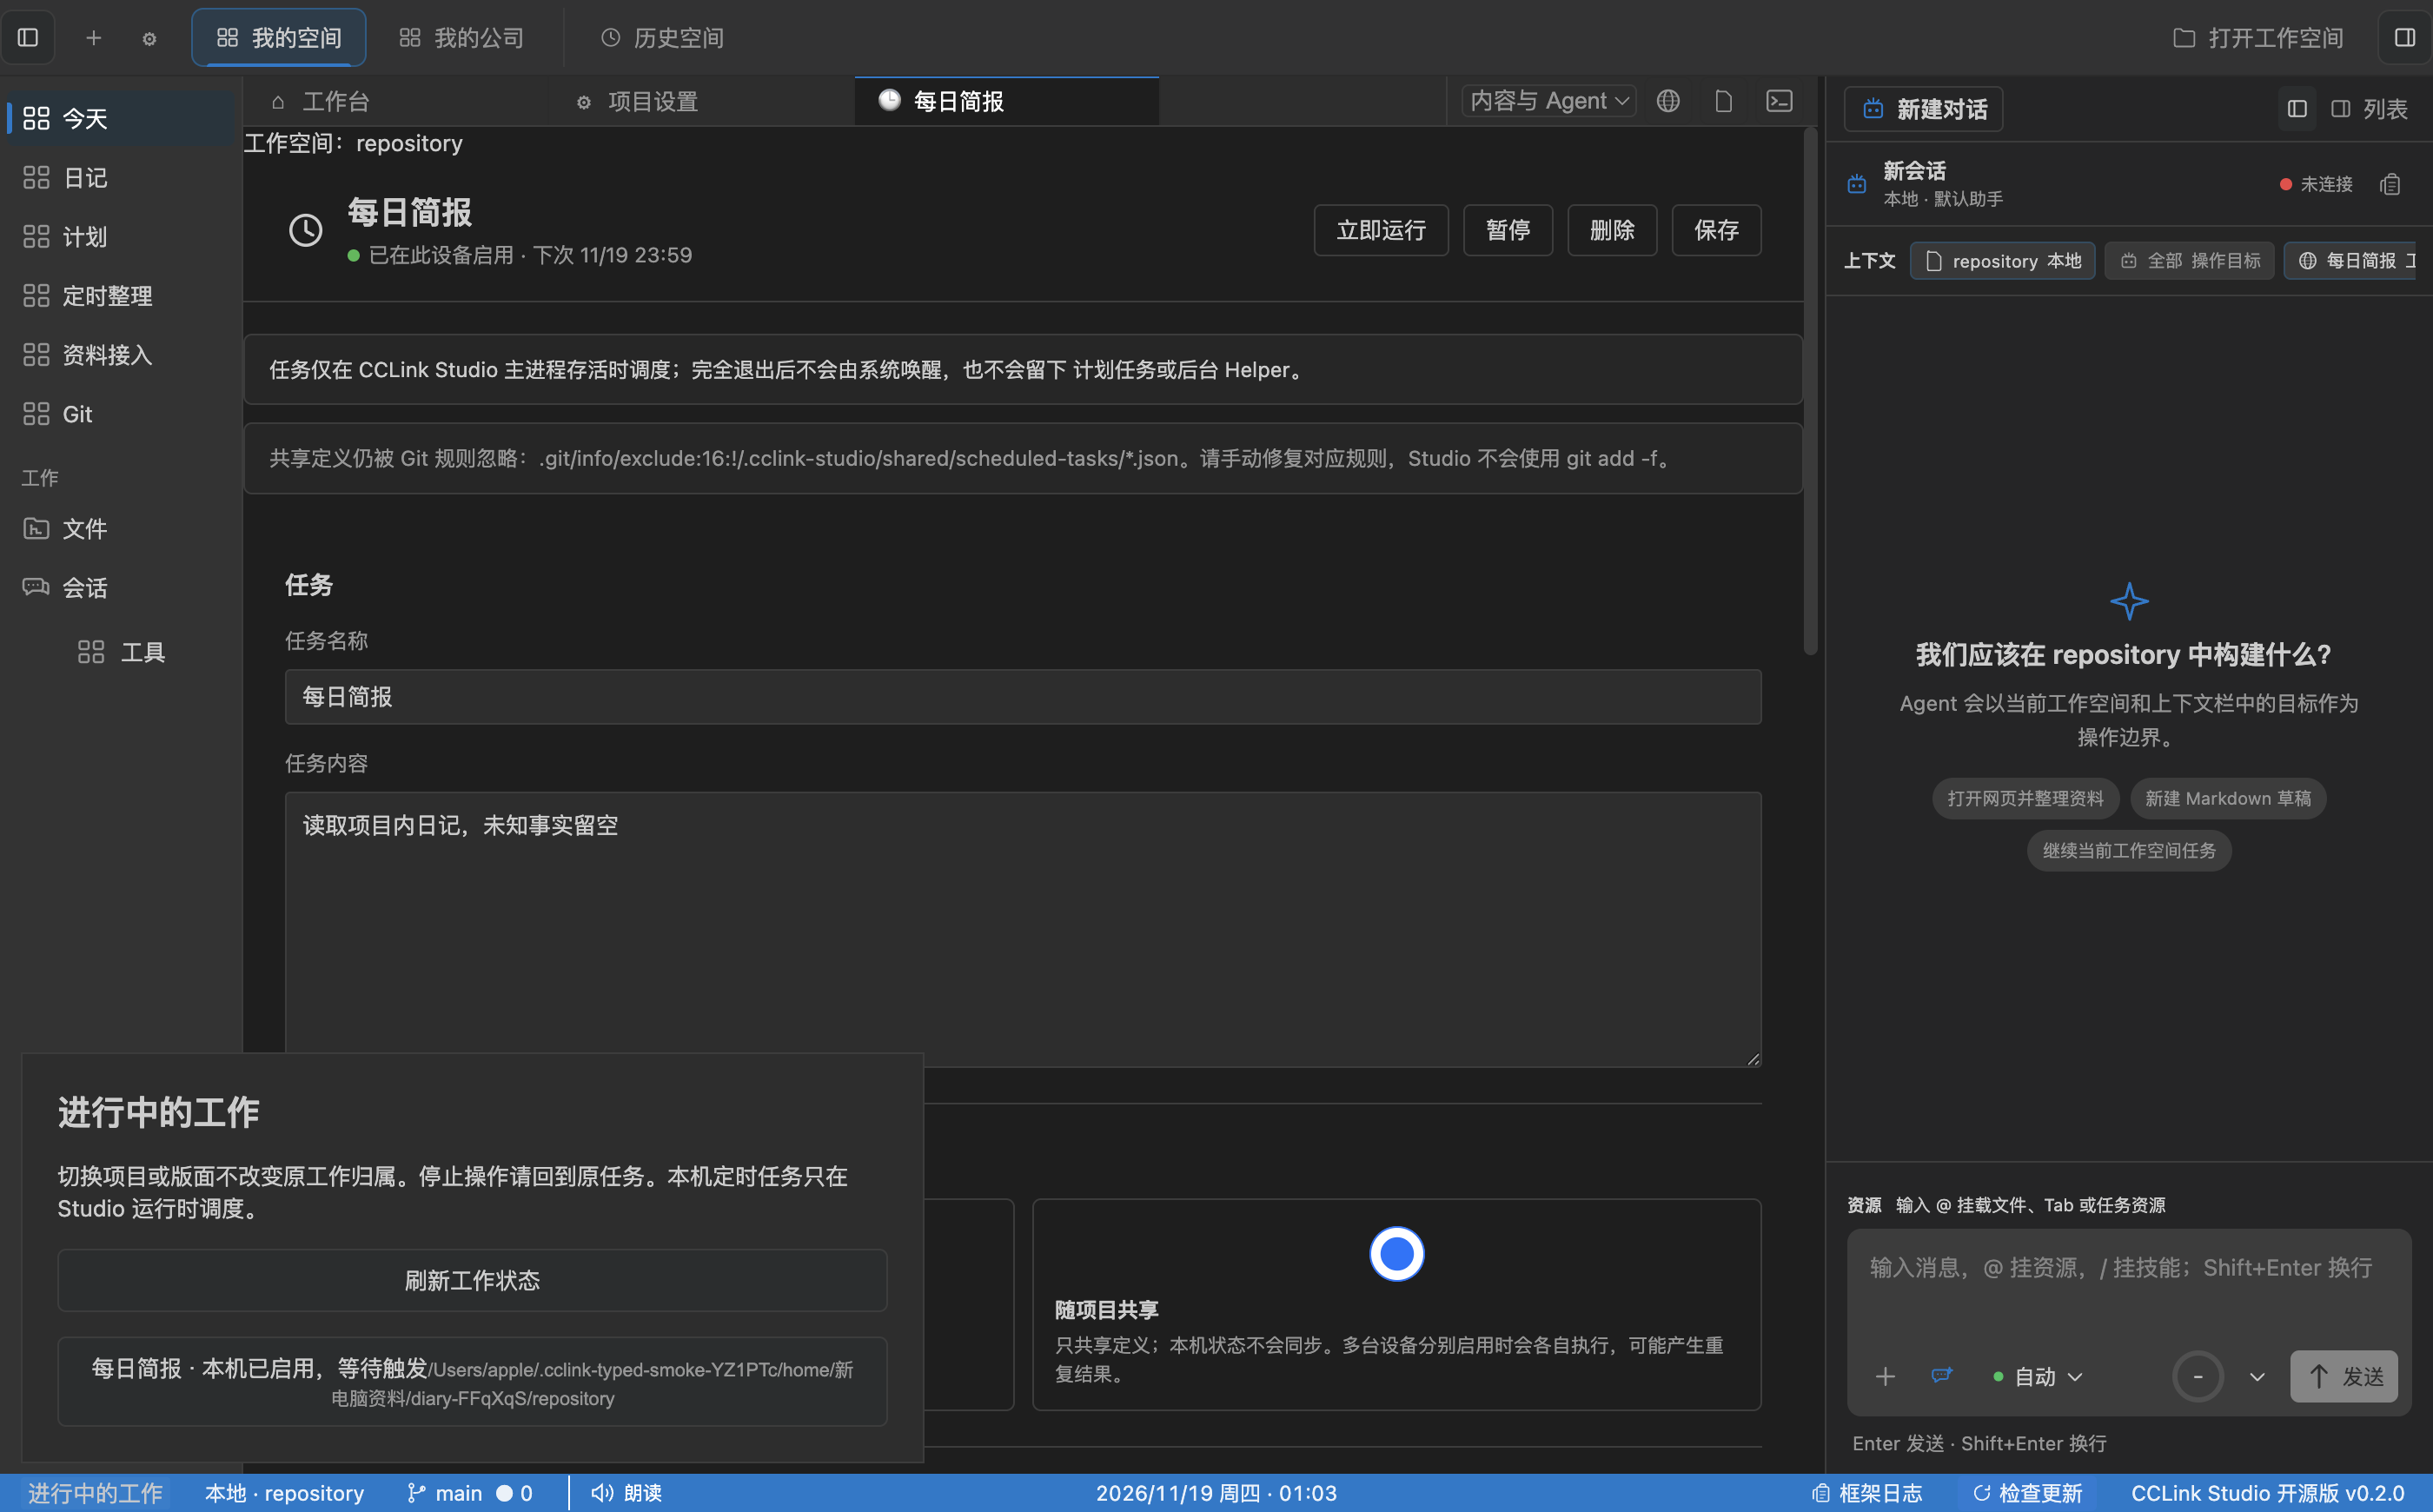 我的空间
我的公司
历史空间
打开工作空间
今天
日记
计划
定时整理
资料接入
Git
工作
文件
会话
工具
工作台
项目设置
每日简报
内容与 Agent
工作空间：repository
每日简报
已在此设备启用 · 下次 11/19 23:59
立即运行
暂停
删除
保存
任务仅在 CCLink Studio 主进程存活时调度；完全退出后不会由系统唤醒，也不会留下 计划任务或后台 Helper。
共享定义仍被 Git 规则忽略：.git/info/exclude:16:!/.cclink-studio/shared/scheduled-tasks/*.json。请手动修复对应规则，Studio 不会使用 git add -f。
任务
任务名称
每日简报
任务内容
读取项目内日记，未知事实留空
随项目共享
只共享定义；本机状态不会同步。多台设备分别启用时会各自执行，可能产生重
复结果。
进行中的工作
切换项目或版面不改变原工作归属。停止操作请回到原任务。本机定时任务只在
Studio 运行时调度。
刷新工作状态
每日简报 · 本机已启用，等待触发/Users/apple/.cclink-typed-smoke-YZ1PTc/home/新
电脑资料/diary-FFqXqS/repository
新建对话
列表
新会话
本地 · 默认助手
未连接
上下文
repository 本地
全部 操作目标
每日简报
我们应该在 repository 中构建什么？
Agent 会以当前工作空间和上下文栏中的目标作为
操作边界。
打开网页并整理资料
新建 Markdown 草稿
继续当前工作空间任务
资源 输入 @ 挂载文件、Tab 或任务资源
输入消息，@ 挂资源，/ 挂技能；Shift+Enter 换行
自动
-
发送
Enter 发送 · Shift+Enter 换行
进行中的工作
本地 · repository
main
0
朗读
2026/11/19 周四 · 01:03
框架日志
检查更新
CCLink Studio 开源版 v0.2.0